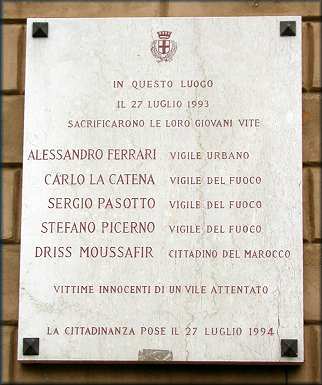 IN QUESTO LUOGO
IL 27 LUGLIO 1993
SACRIFICARONO LE LORO GIOVANI VITE
ALESSANDRO FERRARI VIGILE URBANO
CARLO LA CATENA VIGILE DEL FUOCO
SERGIO PASOTTO VIGILE DEL FUOCO
STEFANO PICERNO VIGILE DEL FUOCO
DRISS MOUSSAFIR CITTADINO DEL MAROCCO
VITTIME INNOCENTI DI UN VILE ATTENTATO
LA CITTADINANZA POSE IL 27 LUGLIO 1994